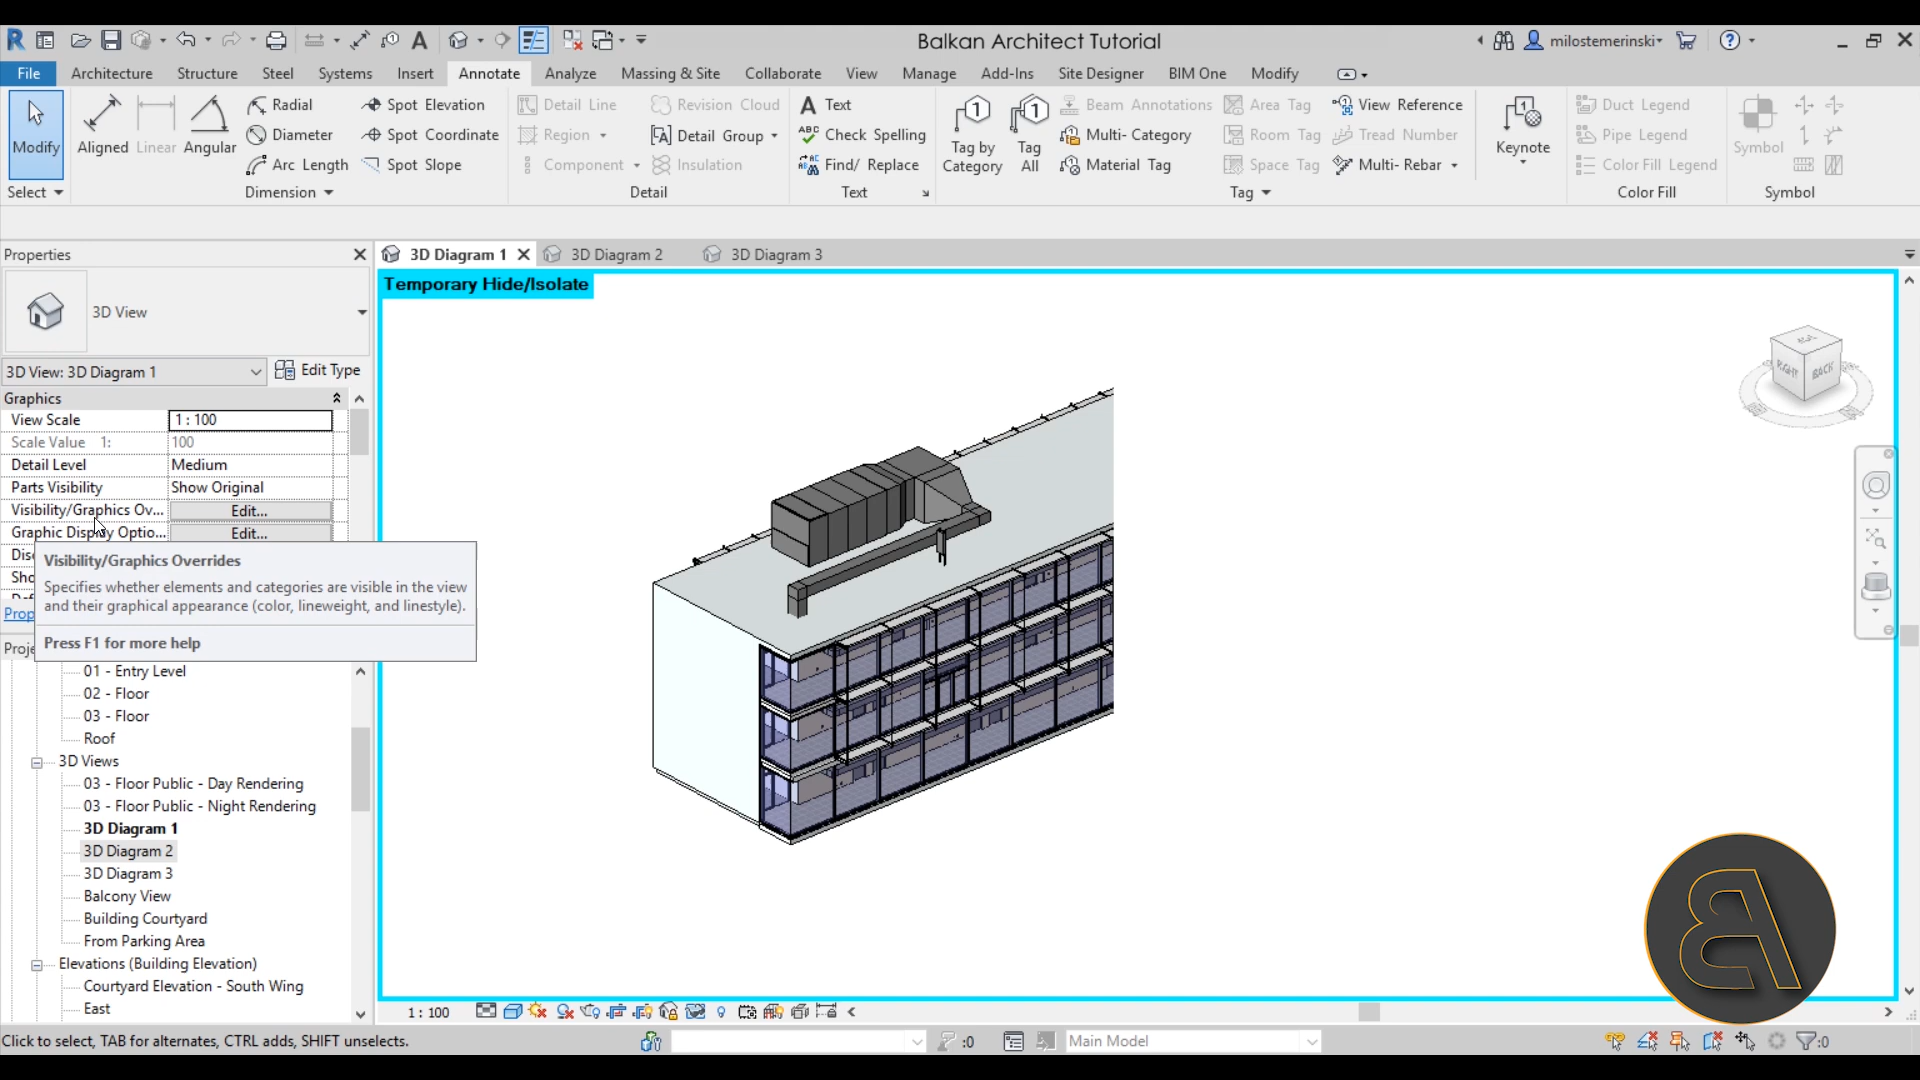 Balkan Architect Tutorial
milostemerinski
File Architecture Structure Steel Systems Insert Annotate Analyze Massing & Site Collaborate View Manage Add-Ins Site Designer BIM One Modify
Radial Spot Elevation Detail Line Revision Cloud Text Beam Annotations Area Tag View Reference Duct Legend
Diameter Spot Coordinate Region Detail Group Check Spelling Multi- Category Room Tag Tread Number Pipe Legend
Modify Aligned Linear Angular Tag by Category Tag All Keynote Symbol
Arc Length Spot Slope Component Insulation Find/ Replace Material Tag Space Tag Multi- Rebar Color Fill Legend
Select Dimension Detail Text Tag Color Fill Symbol
Properties
3D Diagram 1 3D Diagram 2 3D Diagram 3
Temporary Hide/Isolate
3D View
3D View: 3D Diagram 1 Edit Type
Graphics
View Scale 1 : 100
Scale Value 1: 100
Detail Level Medium
Parts Visibility Show Original
Visibility/Graphics Ov... Edit...
Graphic Display Optio... Edit...
Visibility/Graphics Overrides
Specifies whether elements and categories are visible in the view
and their graphical appearance (color, lineweight, and linestyle).
Press F1 for more help
RIGHT BACK
01 - Entry Level
02 - Floor
03 - Floor
Roof
3D Views
03 - Floor Public - Day Rendering
03 - Floor Public - Night Rendering
3D Diagram 1
3D Diagram 2
3D Diagram 3
Balcony View
Building Courtyard
From Parking Area
Elevations (Building Elevation)
Courtyard Elevation - South Wing
East
1 : 100
Click to select, TAB for alternates, CTRL adds, SHIFT unselects. :0 Main Model :0